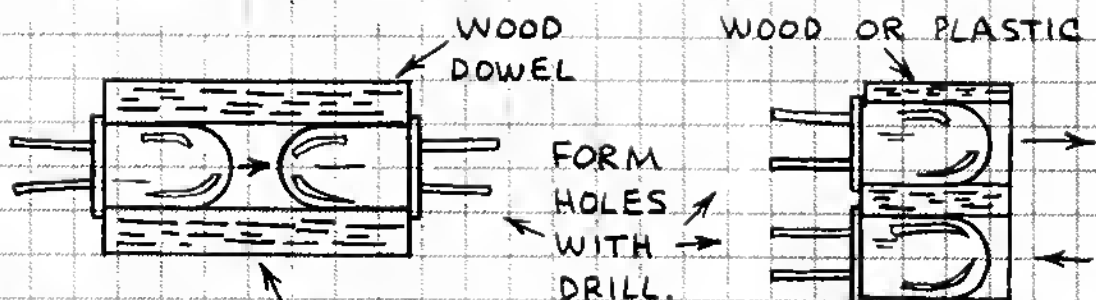 WOOD
DOWEL
WOOD OR PLASTIC
FORM
HOLES
WITH
DRILL.